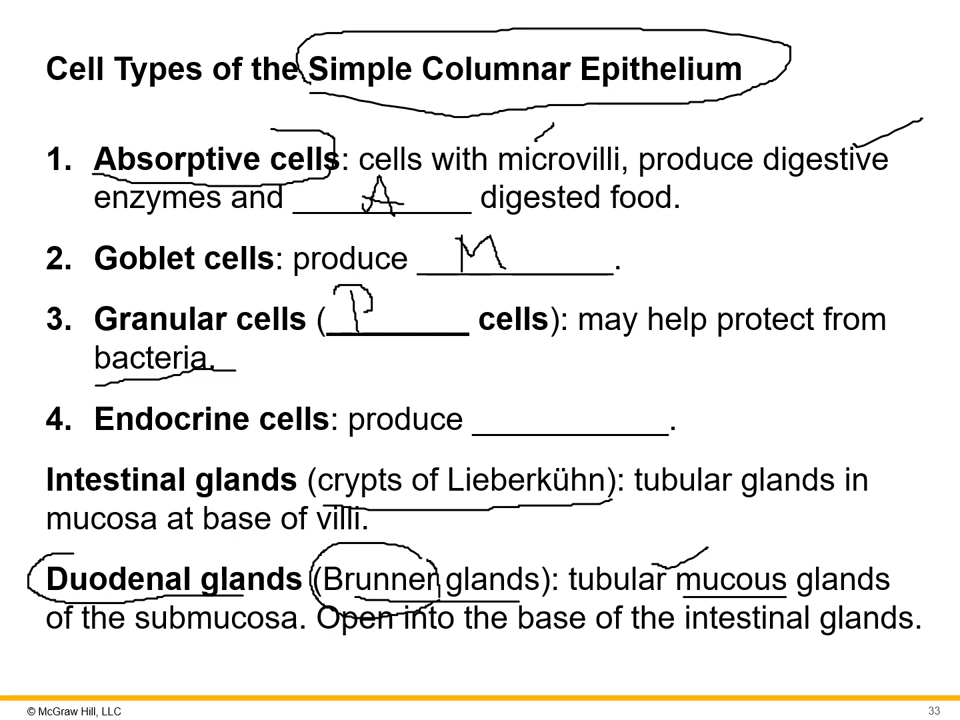 Cell Types of the Simple Columnar Epithelium
1. Absorptive cells: cells with microvilli, produce digestive
enzymes and ___A___ digested food.
2. Goblet cells: produce ___M___.
3. Granular cells (___P___ cells): may help protect from
bacteria.
4. Endocrine cells: produce ___________.
Intestinal glands (crypts of Lieberkühn): tubular glands in
mucosa at base of villi.
Duodenal glands (Brunner glands): tubular mucous glands
of the submucosa. Open into the base of the intestinal glands.
© McGraw Hill, LLC
33